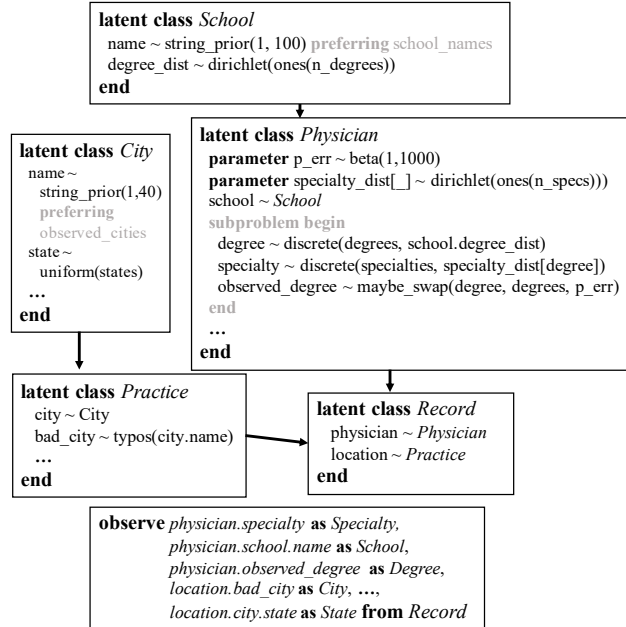 latent class School
name ~ string_prior(1, 100) preferring school_names
degree_dist ~ dirichlet(ones(n_degrees))
end
latent class City
name ~
string_prior(1,40)
preferring
observed_cities
state ~
uniform(states)
...
end
latent class Physician
parameter p_err ~ beta(1,1000)
parameter specialty_dist[_] ~ dirichlet(ones(n_specs)))
school ~ School
subproblem begin
degree ~ discrete(degrees, school.degree_dist)
specialty ~ discrete(specialties, specialty_dist[degree])
observed_degree ~ maybe_swap(degree, degrees, p_err)
end
...
end
latent class Practice
city ~ City
bad_city ~ typos(city.name)
...
end
latent class Record
physician ~ Physician
location ~ Practice
end
observe physician.specialty as Specialty,
physician.school.name as School,
physician.observed_degree as Degree,
location.bad_city as City, ...,
location.city.state as State from Record